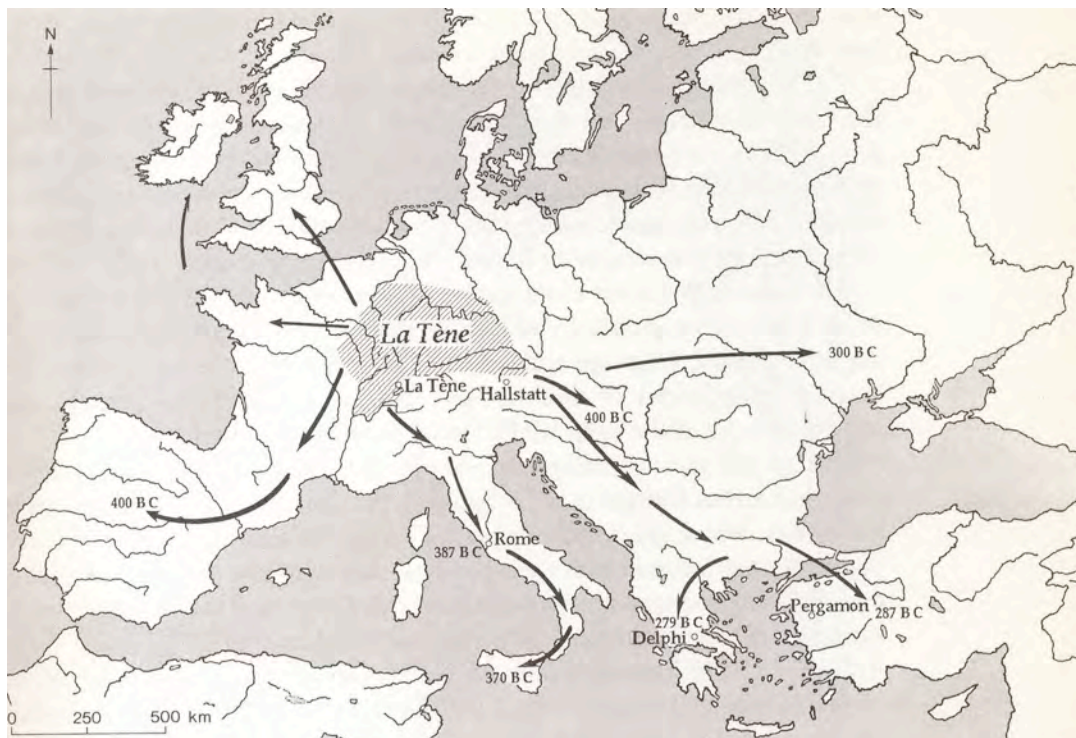 N
La Tène
La Tène
Hallstatt
300 B C
400 B C
400 B C
387 B C
Rome
Pergamon
287 B C
279 B C
Delphi
370 B C
0 250 500 km